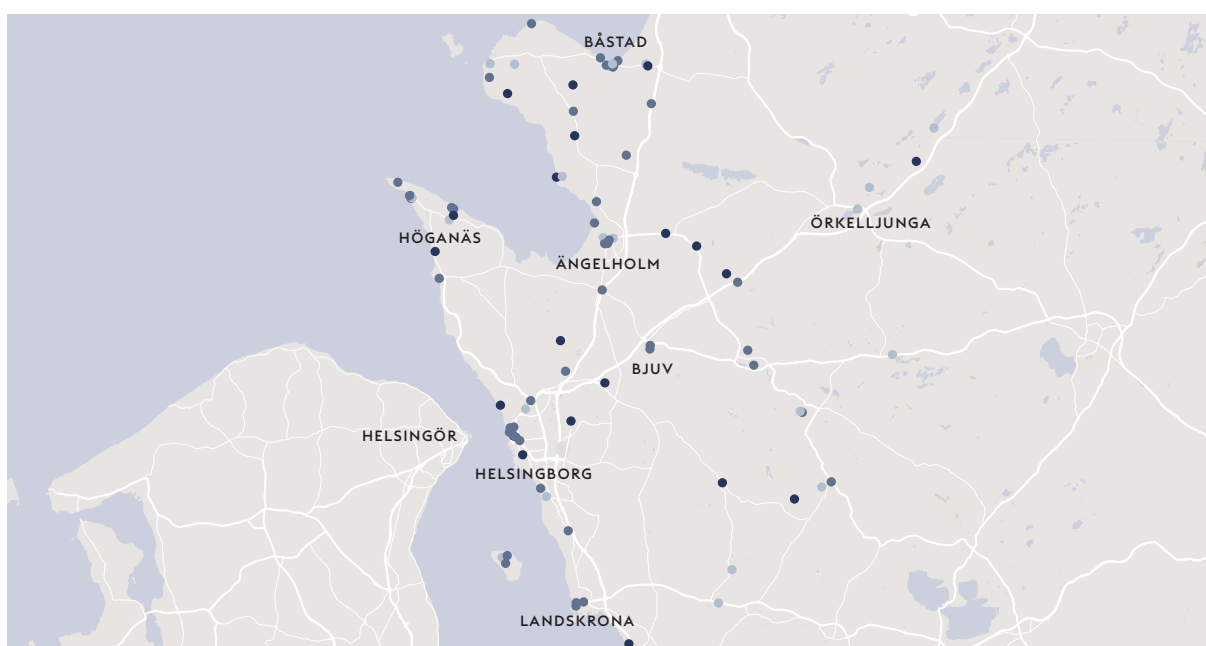 BÅSTAD
ÖRKELLJUNGA
HÖGANÄS
ÄNGELHOLM
BJUV
HELSINGÖR
HELSINGBORG
LANDSKRONA